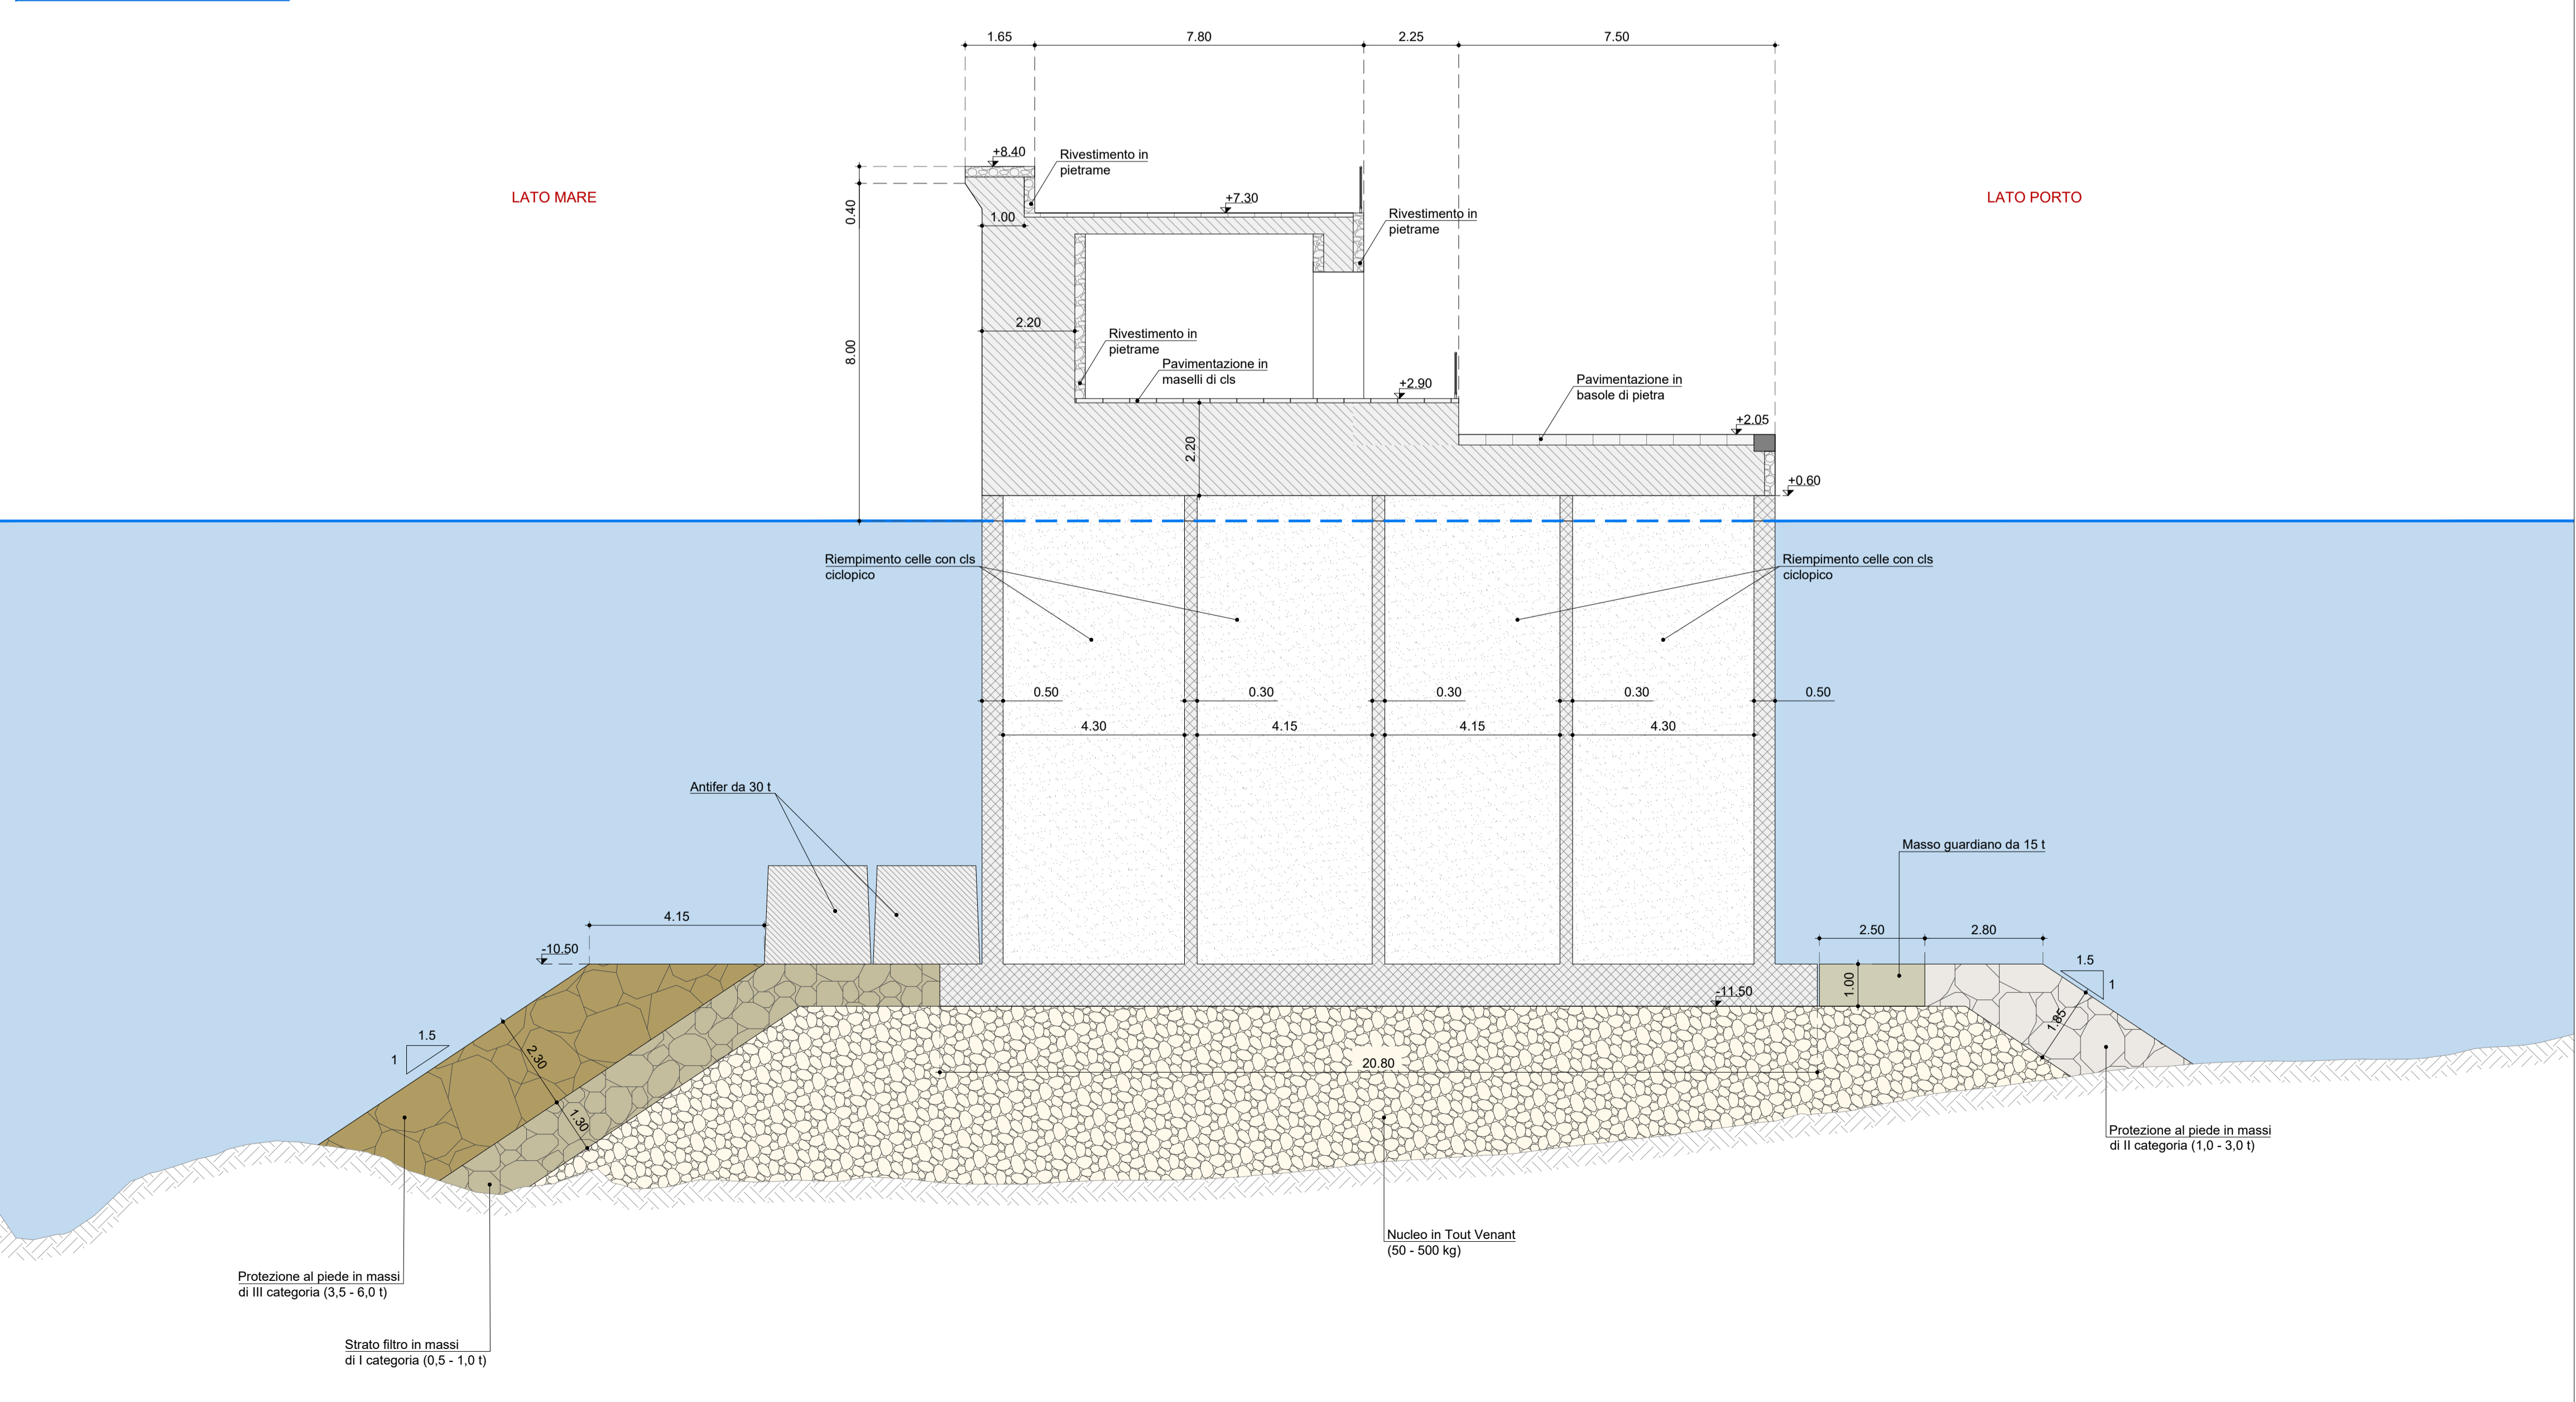 1.65
7.80
2.25
7.50
+8.40
Rivestimento in
pietrame
LATO MARE
LATO PORTO
0.40
1.00
+7.30
Rivestimento in
pietrame
2.20
8.00
Rivestimento in
pietrame
Pavimentazione in
maselli di cls
+2.90
Pavimentazione in
basole di pietra
+2.05
2.20
+0.60
Riempimento celle con cls
ciclopico
Riempimento celle con cls
ciclopico
0.50
0.30
0.30
0.30
0.50
4.30
4.15
4.15
4.30
Antifer da 30 t
Masso guardiano da 15 t
4.15
2.50
2.80
-10.50
1.5
1
1.00
-11.50
1.85
1.5
1
2.30
20.80
1.30
Protezione al piede in massi
di II categoria (1,0 - 3,0 t)
Nucleo in Tout Venant
(50 - 500 kg)
Protezione al piede in massi
di III categoria (3,5 - 6,0 t)
Strato filtro in massi
di I categoria (0,5 - 1,0 t)